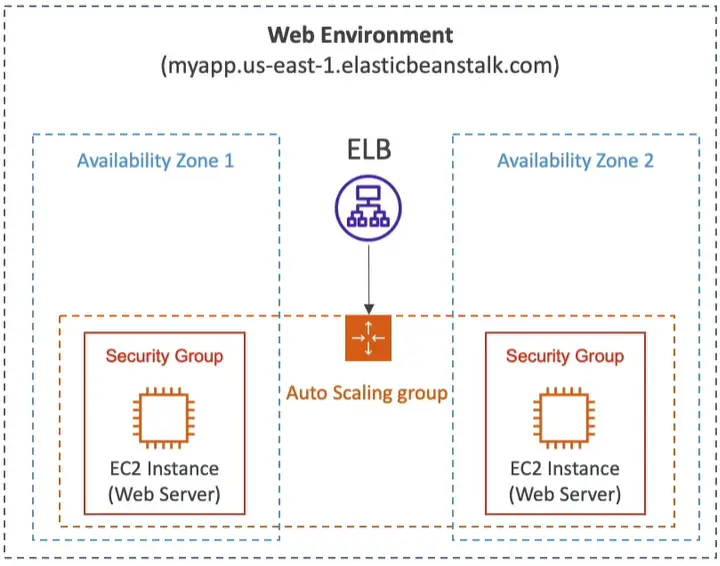 Web Environment
(myapp.us-east-1.elasticbeanstalk.com)
Availability Zone 1
ELB
Availability Zone 2
Security Group
EC2 Instance
(Web Server)
Auto Scaling group
Security Group
EC2 Instance
(Web Server)